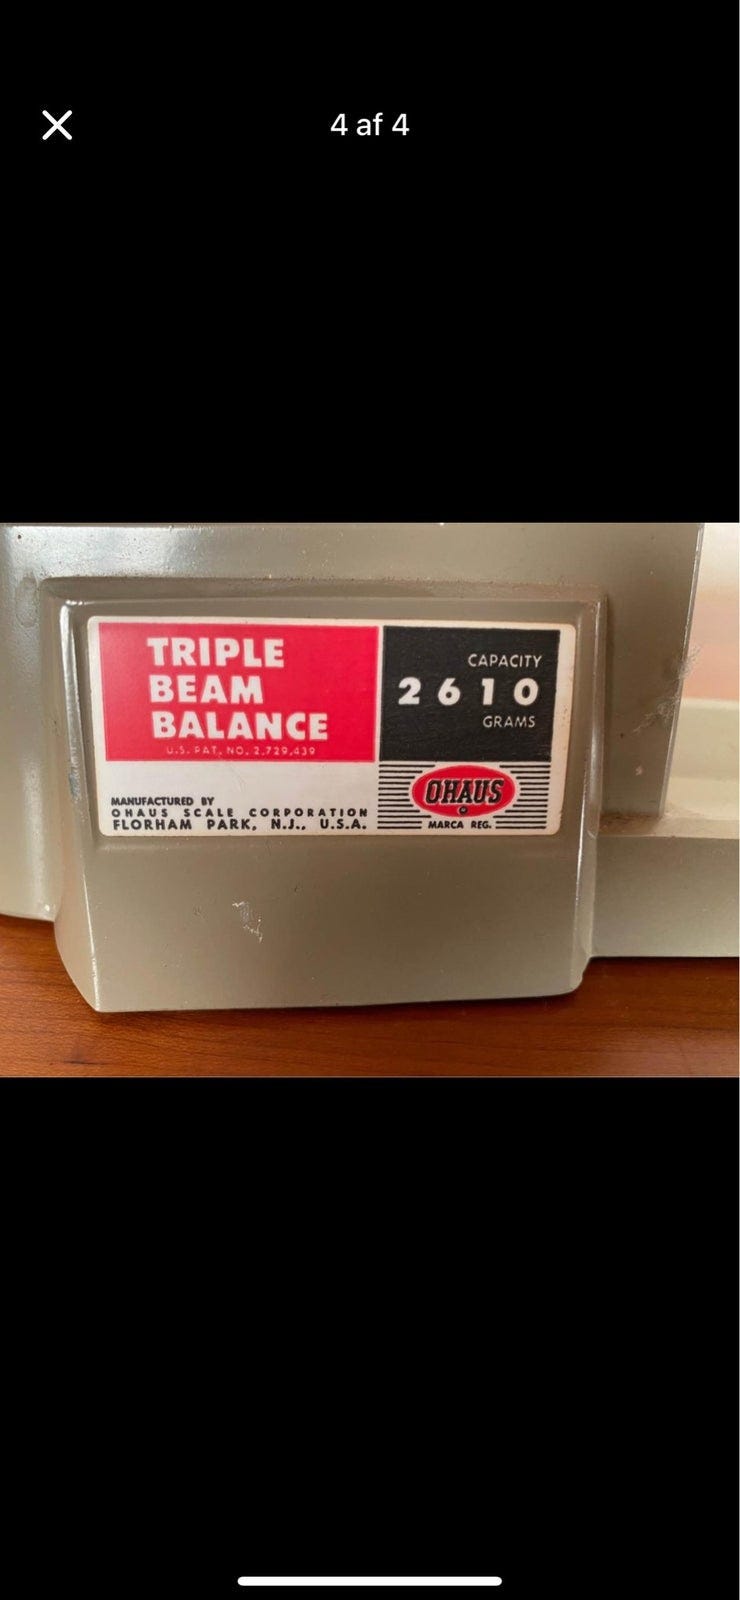 4 af 4
TRIPLE
BEAM
BALANCE
U.S. PAT. NO. 2,729,439
MANUFACTURED BY
OHAUS SCALE CORPORATION
FLORHAM PARK, N.J., U.S.A.
CAPACITY
2610
GRAMS
OHAUS
®
MARCA REG.